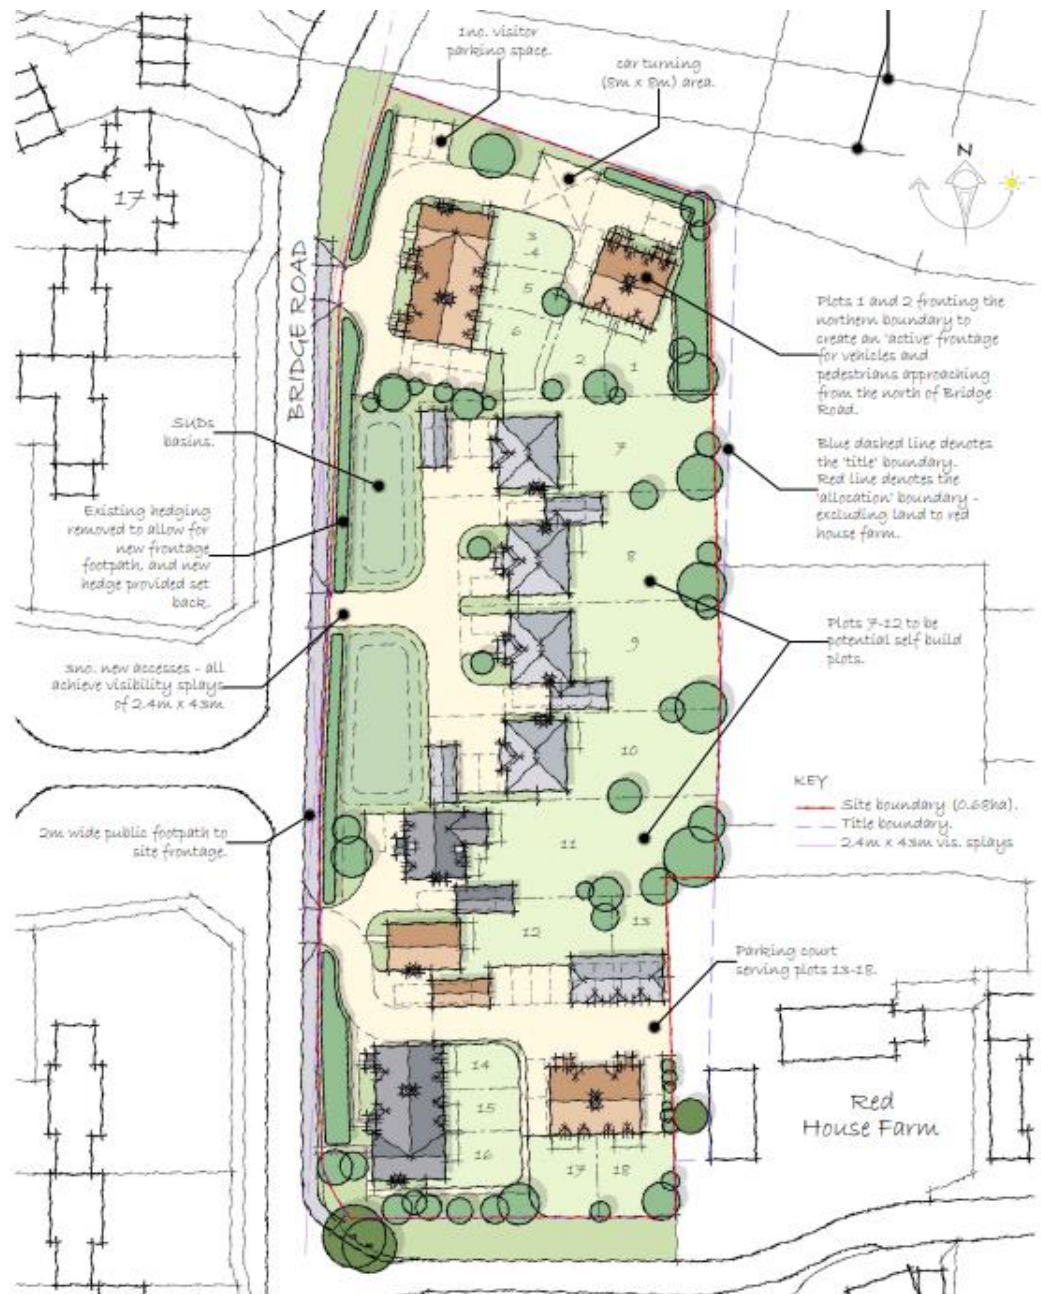 1no. visitor
parking space.
car turning
(8m x 8m) area.
N
17
BRIDGE ROAD
3
4
5
6
2
1
Plots 1 and 2 fronting the
northern boundary to
create an 'active' frontage
for vehicles and
pedestrians approaching
from the north of Bridge
Road.
SUDs
basins.
7
Blue dashed line denotes
the 'title' boundary.
Red line denotes the
'allocation' boundary -
excluding land to red
house farm.
Existing hedging
removed to allow for
new frontage
footpath, and new
hedge provided set
back.
8
9
Plots 7-12 to be
potential self build
plots.
3no. new accesses - all
achieve visibility splays
of 2.4m x 43m
10
KEY
Site boundary (0.68ha).
Title boundary.
2.4m x 43m vis. splays
2m wide public footpath to
site frontage.
11
12
13
Parking court
serving plots 13-18.
14
15
16
17
18
Red
House Farm